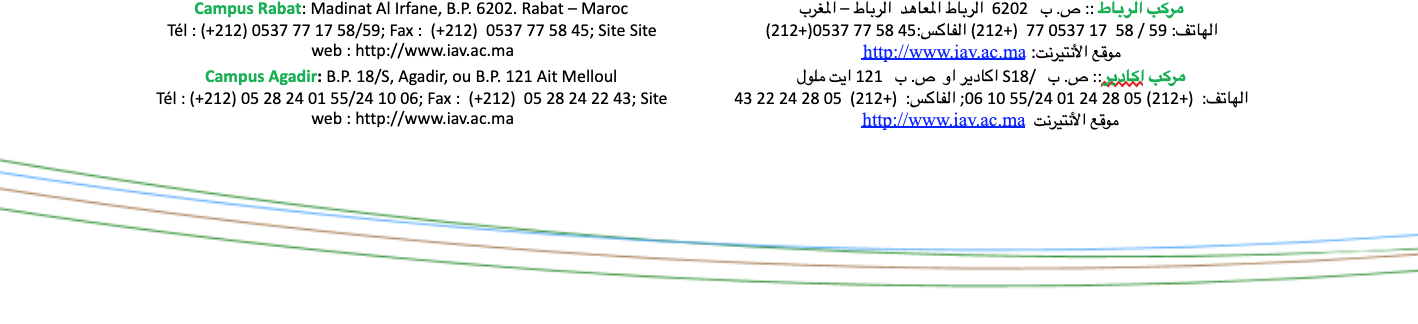 Campus Rabat: Madinat Al Irfane, B.P. 6202. Rabat – Maroc
Tél : (+212) 0537 77 17 58/59; Fax : (+212) 0537 77 58 45; Site Site
web : http://www.iav.ac.ma
Campus Agadir: B.P. 18/S, Agadir, ou B.P. 121 Ait Melloul
Tél : (+212) 05 28 24 01 55/24 10 06; Fax : (+212) 05 28 24 22 43; Site
web : http://www.iav.ac.ma
مركب الرباط:: ص. ب 6202 الرباط المعاهد الرباط – المغرب
الهاتف: 59 / 58 17 0537 77 (+212) الفاكس:45 58 77 0537(+212)
موقع الأنتيرنت: http://www.iav.ac.ma
مركب اكادير:: ص. ب /S18 اكادير او ص. ب 121 ايت ملول
الهاتف: (+212) 05 28 24 01 55/24 10 06; الفاكس: (+212) 05 28 24 22 43
موقع الأنتيرنت http://www.iav.ac.ma